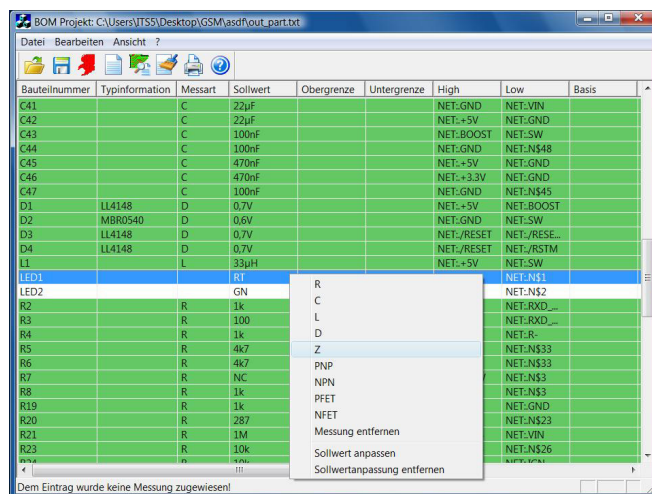 BOM Projekt: C:\Users\ITS5\Desktop\GSM\asdf\out_part.txt
Datei Bearbeiten Ansicht ?
Bauteilnummer Typinformation Messart Sollwert Obergrenze Untergrenze High Low Basis
C41 C 22µF NET:.GND NET:.VIN
C42 C 22µF NET:.+5V NET:.GND
C43 C 100nF NET:.BOOST NET:.SW
C44 C 100nF NET:.GND NET:.N$48
C45 C 470nF NET:.+5V NET:.GND
C46 C 470nF NET:.+3.3V NET:.GND
C47 C 100nF NET:.GND NET:.N$45
D1 LL4148 D 0,7V NET:.+5V NET:.BOOST
D2 MBR0540 D 0,6V NET:.GND NET:.SW
D3 LL4148 D 0,7V NET:./RESET NET:./RESE...
D4 LL4148 D 0,7V NET:./RESET NET:./RSTM
L1 L 33µH NET:.+5V NET:.SW
LED1 RT NET:.N$1
LED2 GN NET:.N$2
R2 R 1k NET:.RXD_...
R3 R 100 NET:.RXD_...
R4 R 1k NET:.R-
R5 R 4k7 NET:.N$33
R6 R 4k7 NET:.N$33
R7 R NC NET:.N$3
R8 R 1k NET:.N$3
R19 R 1k NET:.GND
R20 R 287 NET:.N$23
R21 R 1M NET:.VIN
R23 R 10k NET:.N$26
R24 R 10k
R
C
L
D
Z
PNP
NPN
PFET
NFET
Messung entfernen
Sollwert anpassen
Sollwertanpassung entfernen
Dem Eintrag wurde keine Messung zugewiesen!